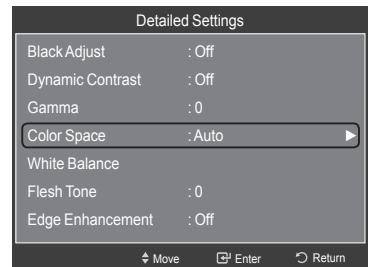 Detailed Settings
Black Adjust : Off
Dynamic Contrast : Off
Gamma : 0
Color Space : Auto
White Balance
Flesh Tone : 0
Edge Enhancement : Off
Move Enter Return